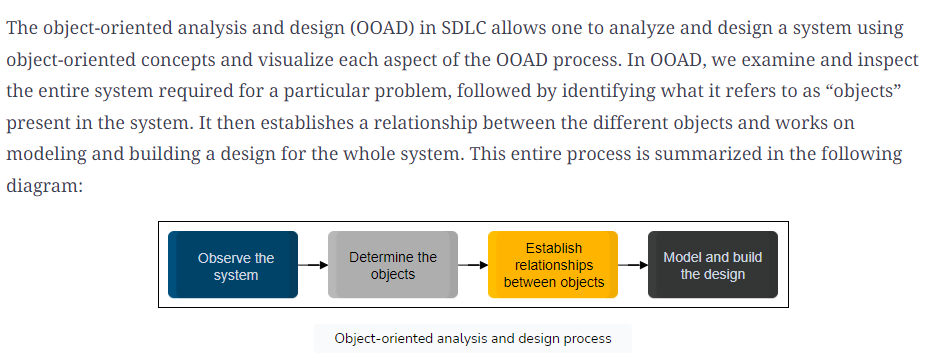 The object-oriented analysis and design (OOAD) in SDLC allows one to analyze and design a system using
object-oriented concepts and visualize each aspect of the OOAD process. In OOAD, we examine and inspect
the entire system required for a particular problem, followed by identifying what it refers to as “objects”
present in the system. It then establishes a relationship between the different objects and works on
modeling and building a design for the whole system. This entire process is summarized in the following
diagram:
Observe the
system
Determine the
objects
Establish
relationships
between objects
Model and build
the design
Object-oriented analysis and design process